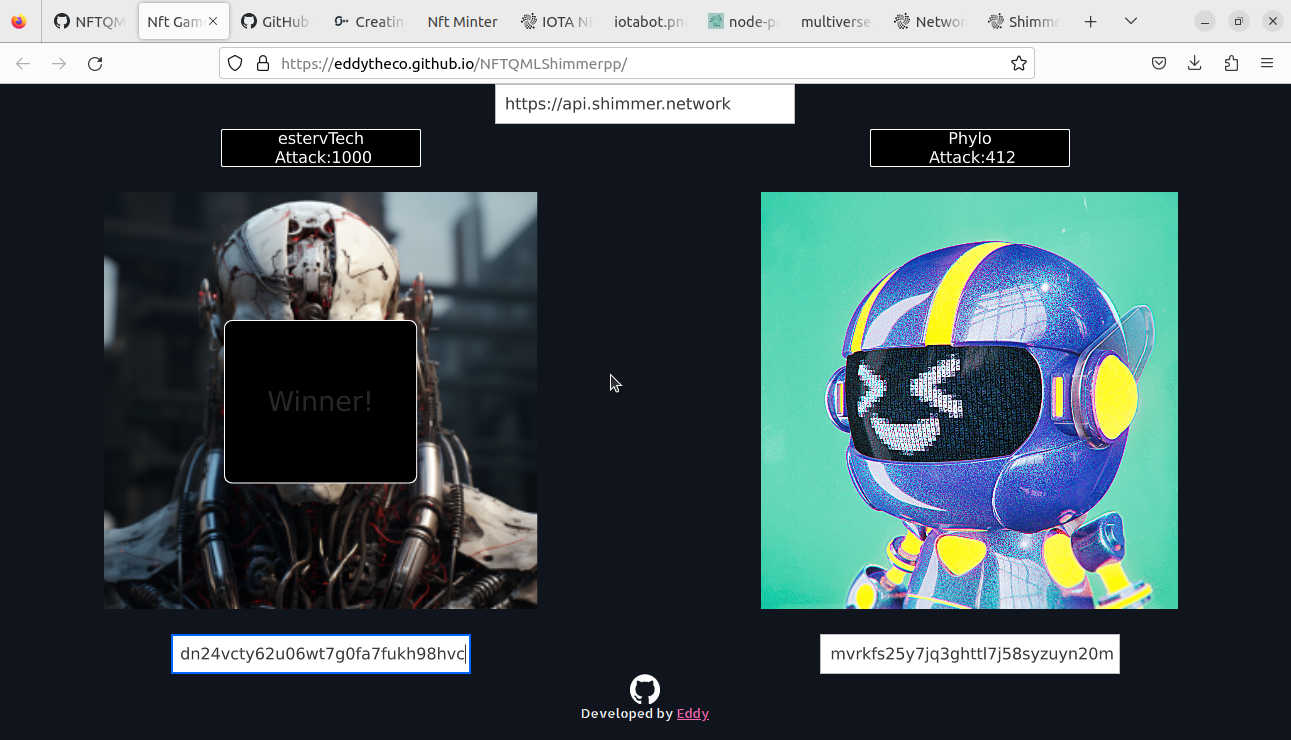 NFTQM
Nft Gam
GitHub
Creatin
Nft Minter
IOTA NF
iotabot.pn
node-p
multiverse
Networ
Shimme
https://eddytheco.github.io/NFTQMLShimmerpp/
https://api.shimmer.network
estervTech
Attack:1000
Phylo
Attack:412
Winner!
dn24vcty62u06wt7g0fa7fukh98hvc
mvrkfs25y7jq3ghttl7j58syzuyn20m
Developed by Eddy